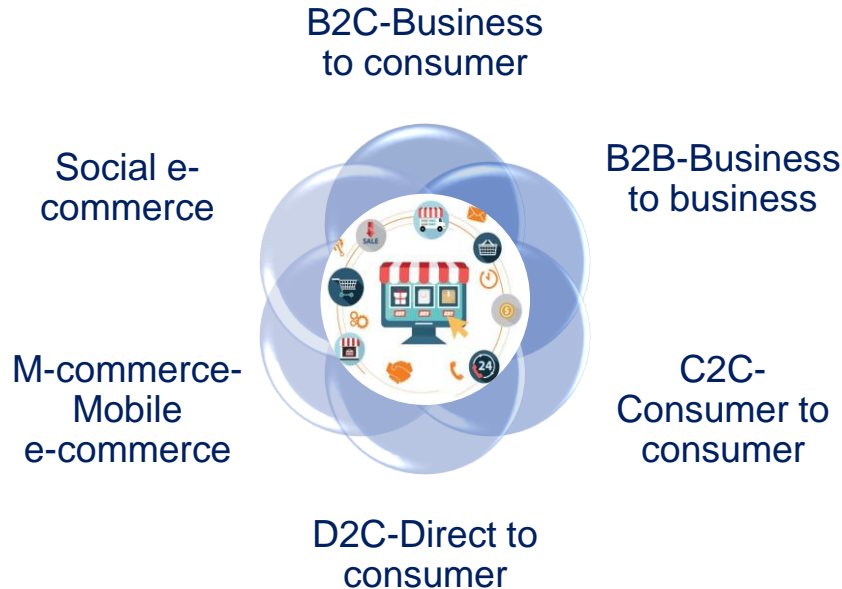 B2C-Business
to consumer
B2B-Business
to business
C2C-
Consumer to
consumer
D2C-Direct to
consumer
M-commerce-
Mobile
e-commerce
Social e-
commerce
SALE
24